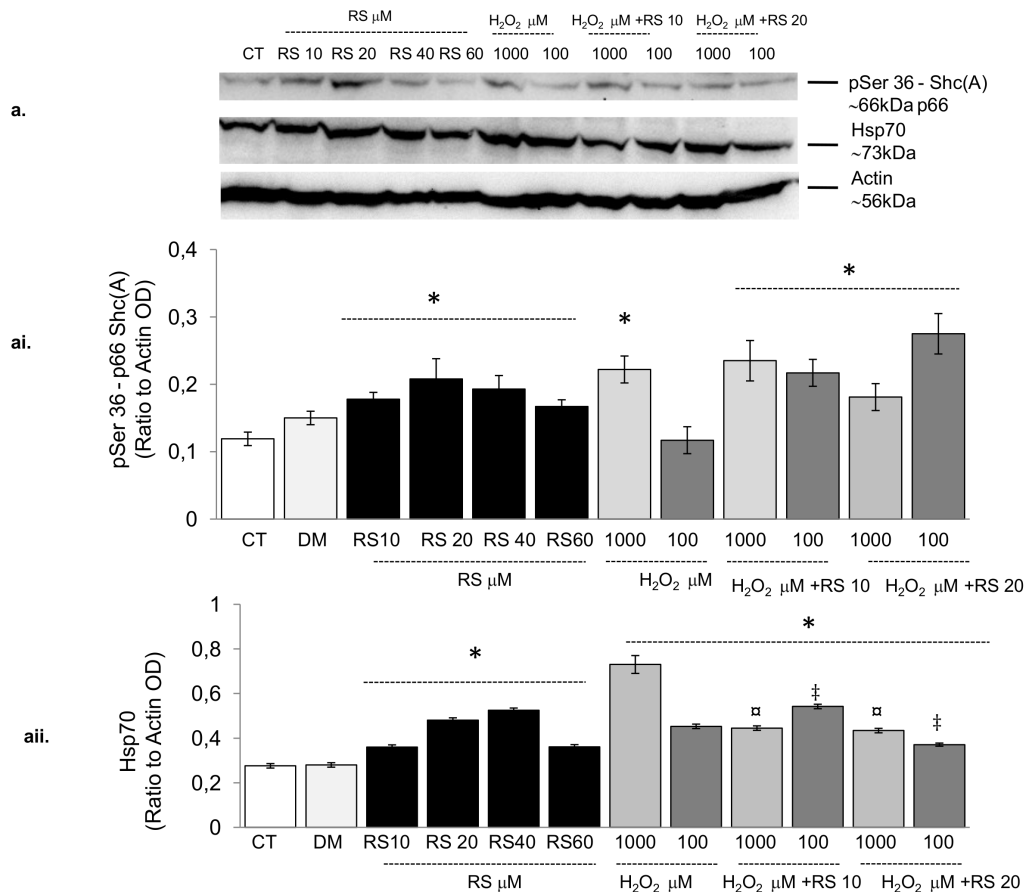 RS μM
H₂O₂ μM
H₂O₂ μM +RS 10
H₂O₂ μM +RS 20
CT RS 10 RS 20 RS 40 RS 60 1000 100 1000 100 1000 100
a.
pSer 36 - Shc(A)
~66kDa p66
Hsp70
~73kDa
Actin
~56kDa
ai.
pSer 36 - p66 Shc(A)
(Ratio to Actin OD)
0,4
0,3
0,2
0,1
0
* * *
CT DM RS10 RS 20 RS 40 RS60 1000 100 1000 100 1000 100
RS μM
H₂O₂ μM
H₂O₂ μM +RS 10
H₂O₂ μM +RS 20
aii.
Hsp70
(Ratio to Actin OD)
1
0,8
0,6
0,4
0,2
0
* *
¤ ‡ ¤ ‡
CT DM RS10 RS 20 RS40 RS60 1000 100 1000 100 1000 100
RS μM
H₂O₂ μM
H₂O₂ μM +RS 10
H₂O₂ μM +RS 20